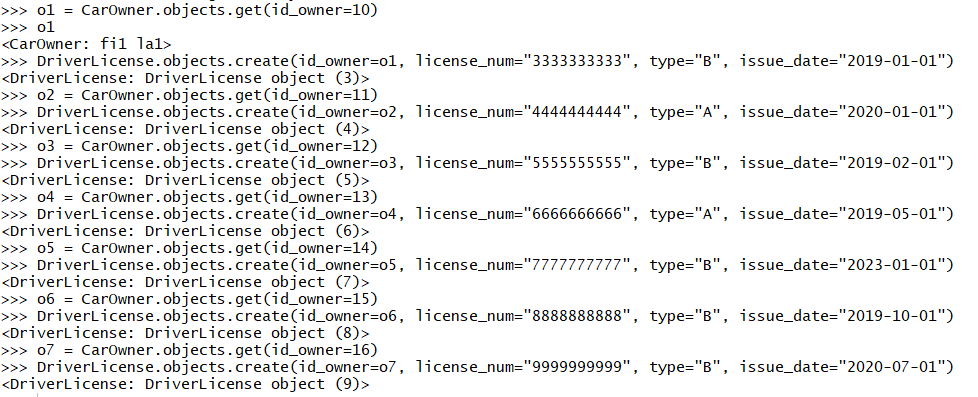 >>> o1 = CarOwner.objects.get(id_owner=10)
>>> o1
<CarOwner: fi1 la1>
>>> DriverLicense.objects.create(id_owner=o1, license_num="3333333333", type="B", issue_date="2019-01-01")
<DriverLicense: DriverLicense object (3)>
>>> o2 = CarOwner.objects.get(id_owner=11)
>>> DriverLicense.objects.create(id_owner=o2, license_num="4444444444", type="A", issue_date="2020-01-01")
<DriverLicense: DriverLicense object (4)>
>>> o3 = CarOwner.objects.get(id_owner=12)
>>> DriverLicense.objects.create(id_owner=o3, license_num="5555555555", type="B", issue_date="2019-02-01")
<DriverLicense: DriverLicense object (5)>
>>> o4 = CarOwner.objects.get(id_owner=13)
>>> DriverLicense.objects.create(id_owner=o4, license_num="6666666666", type="A", issue_date="2019-05-01")
<DriverLicense: DriverLicense object (6)>
>>> o5 = CarOwner.objects.get(id_owner=14)
>>> DriverLicense.objects.create(id_owner=o5, license_num="7777777777", type="B", issue_date="2023-01-01")
<DriverLicense: DriverLicense object (7)>
>>> o6 = CarOwner.objects.get(id_owner=15)
>>> DriverLicense.objects.create(id_owner=o6, license_num="8888888888", type="B", issue_date="2019-10-01")
<DriverLicense: DriverLicense object (8)>
>>> o7 = CarOwner.objects.get(id_owner=16)
>>> DriverLicense.objects.create(id_owner=o7, license_num="9999999999", type="B", issue_date="2020-07-01")
<DriverLicense: DriverLicense object (9)>